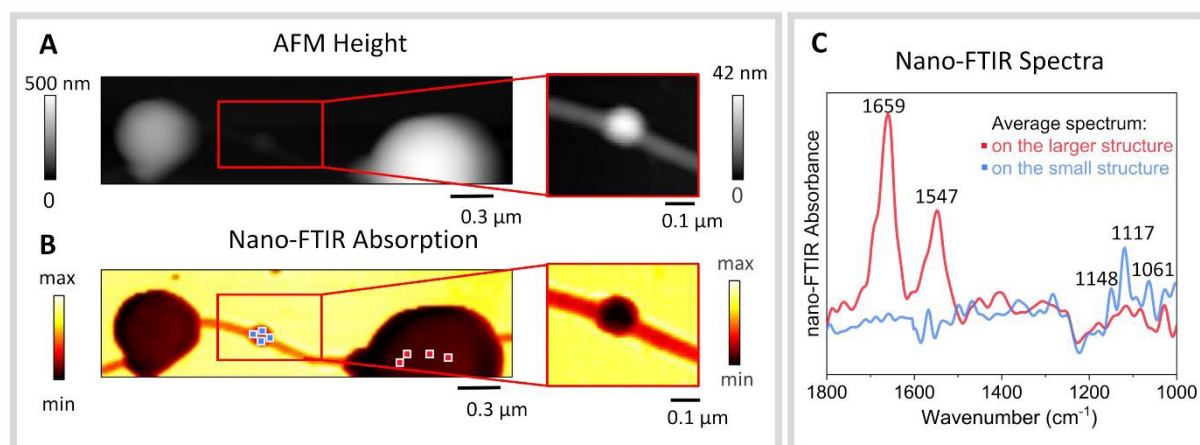 A
AFM Height
500 nm
0
42 nm
0
0.3 µm
0.1 µm
B
Nano-FTIR Absorption
max
min
max
min
0.3 µm
0.1 µm
C
Nano-FTIR Spectra
1659
Average spectrum:
on the larger structure
on the small structure
1547
1117
1148
1061
nano-FTIR Absorbance
1800 1600 1400 1200 1000
Wavenumber (cm⁻¹)